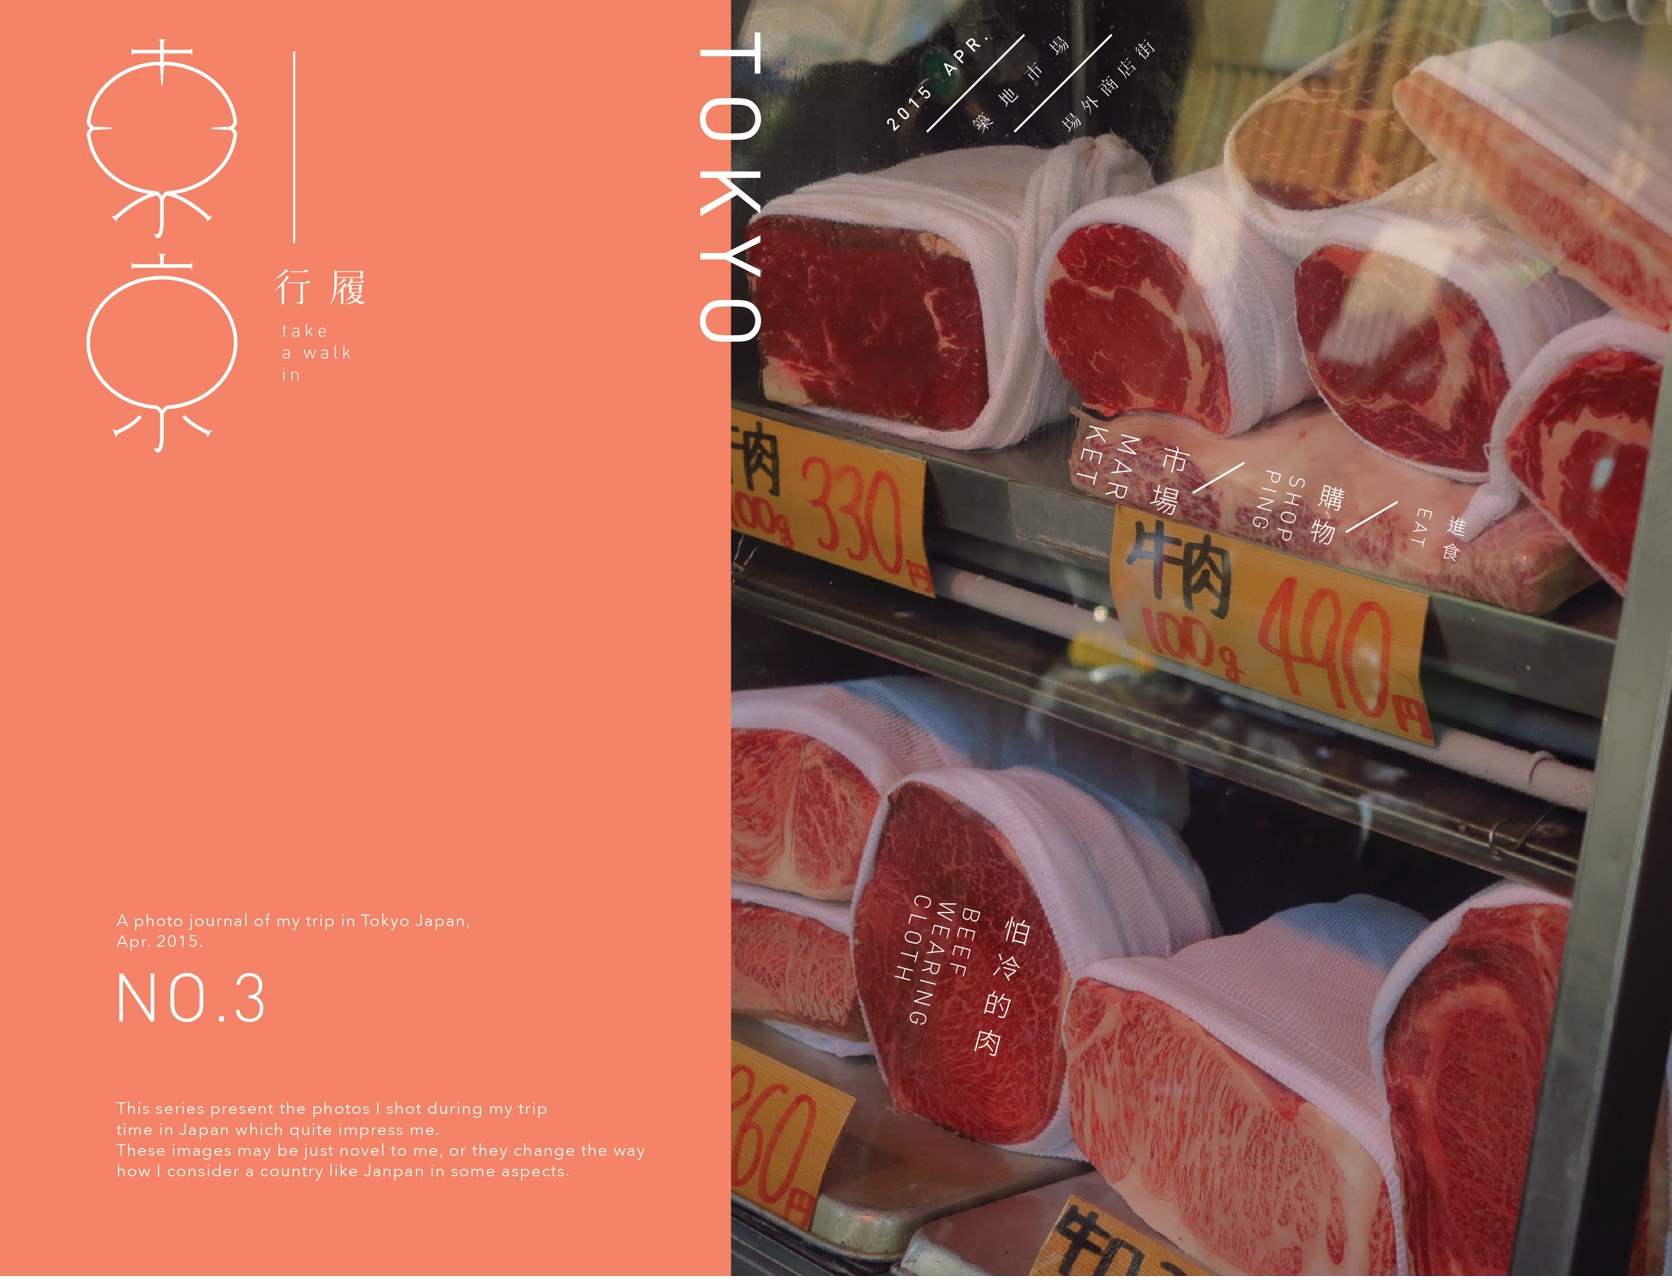 東京
行履
take
a walk
in
TOKYO
2015 APR.
築地市場
場外商店街
市場
MAR
KET
購物
SHOP
PING
進食
EAT
牛肉
100g 330円
牛肉
100g 490円
怕冷的肉
BEEF
WEARING
CLOTH
A photo journal of my trip in Tokyo Japan,
Apr. 2015.
NO.3
This series present the photos I shot during my trip
time in Japan which quite impress me.
These images may be just novel to me, or they change the way
how I consider a country like Janpan in some aspects.
360円